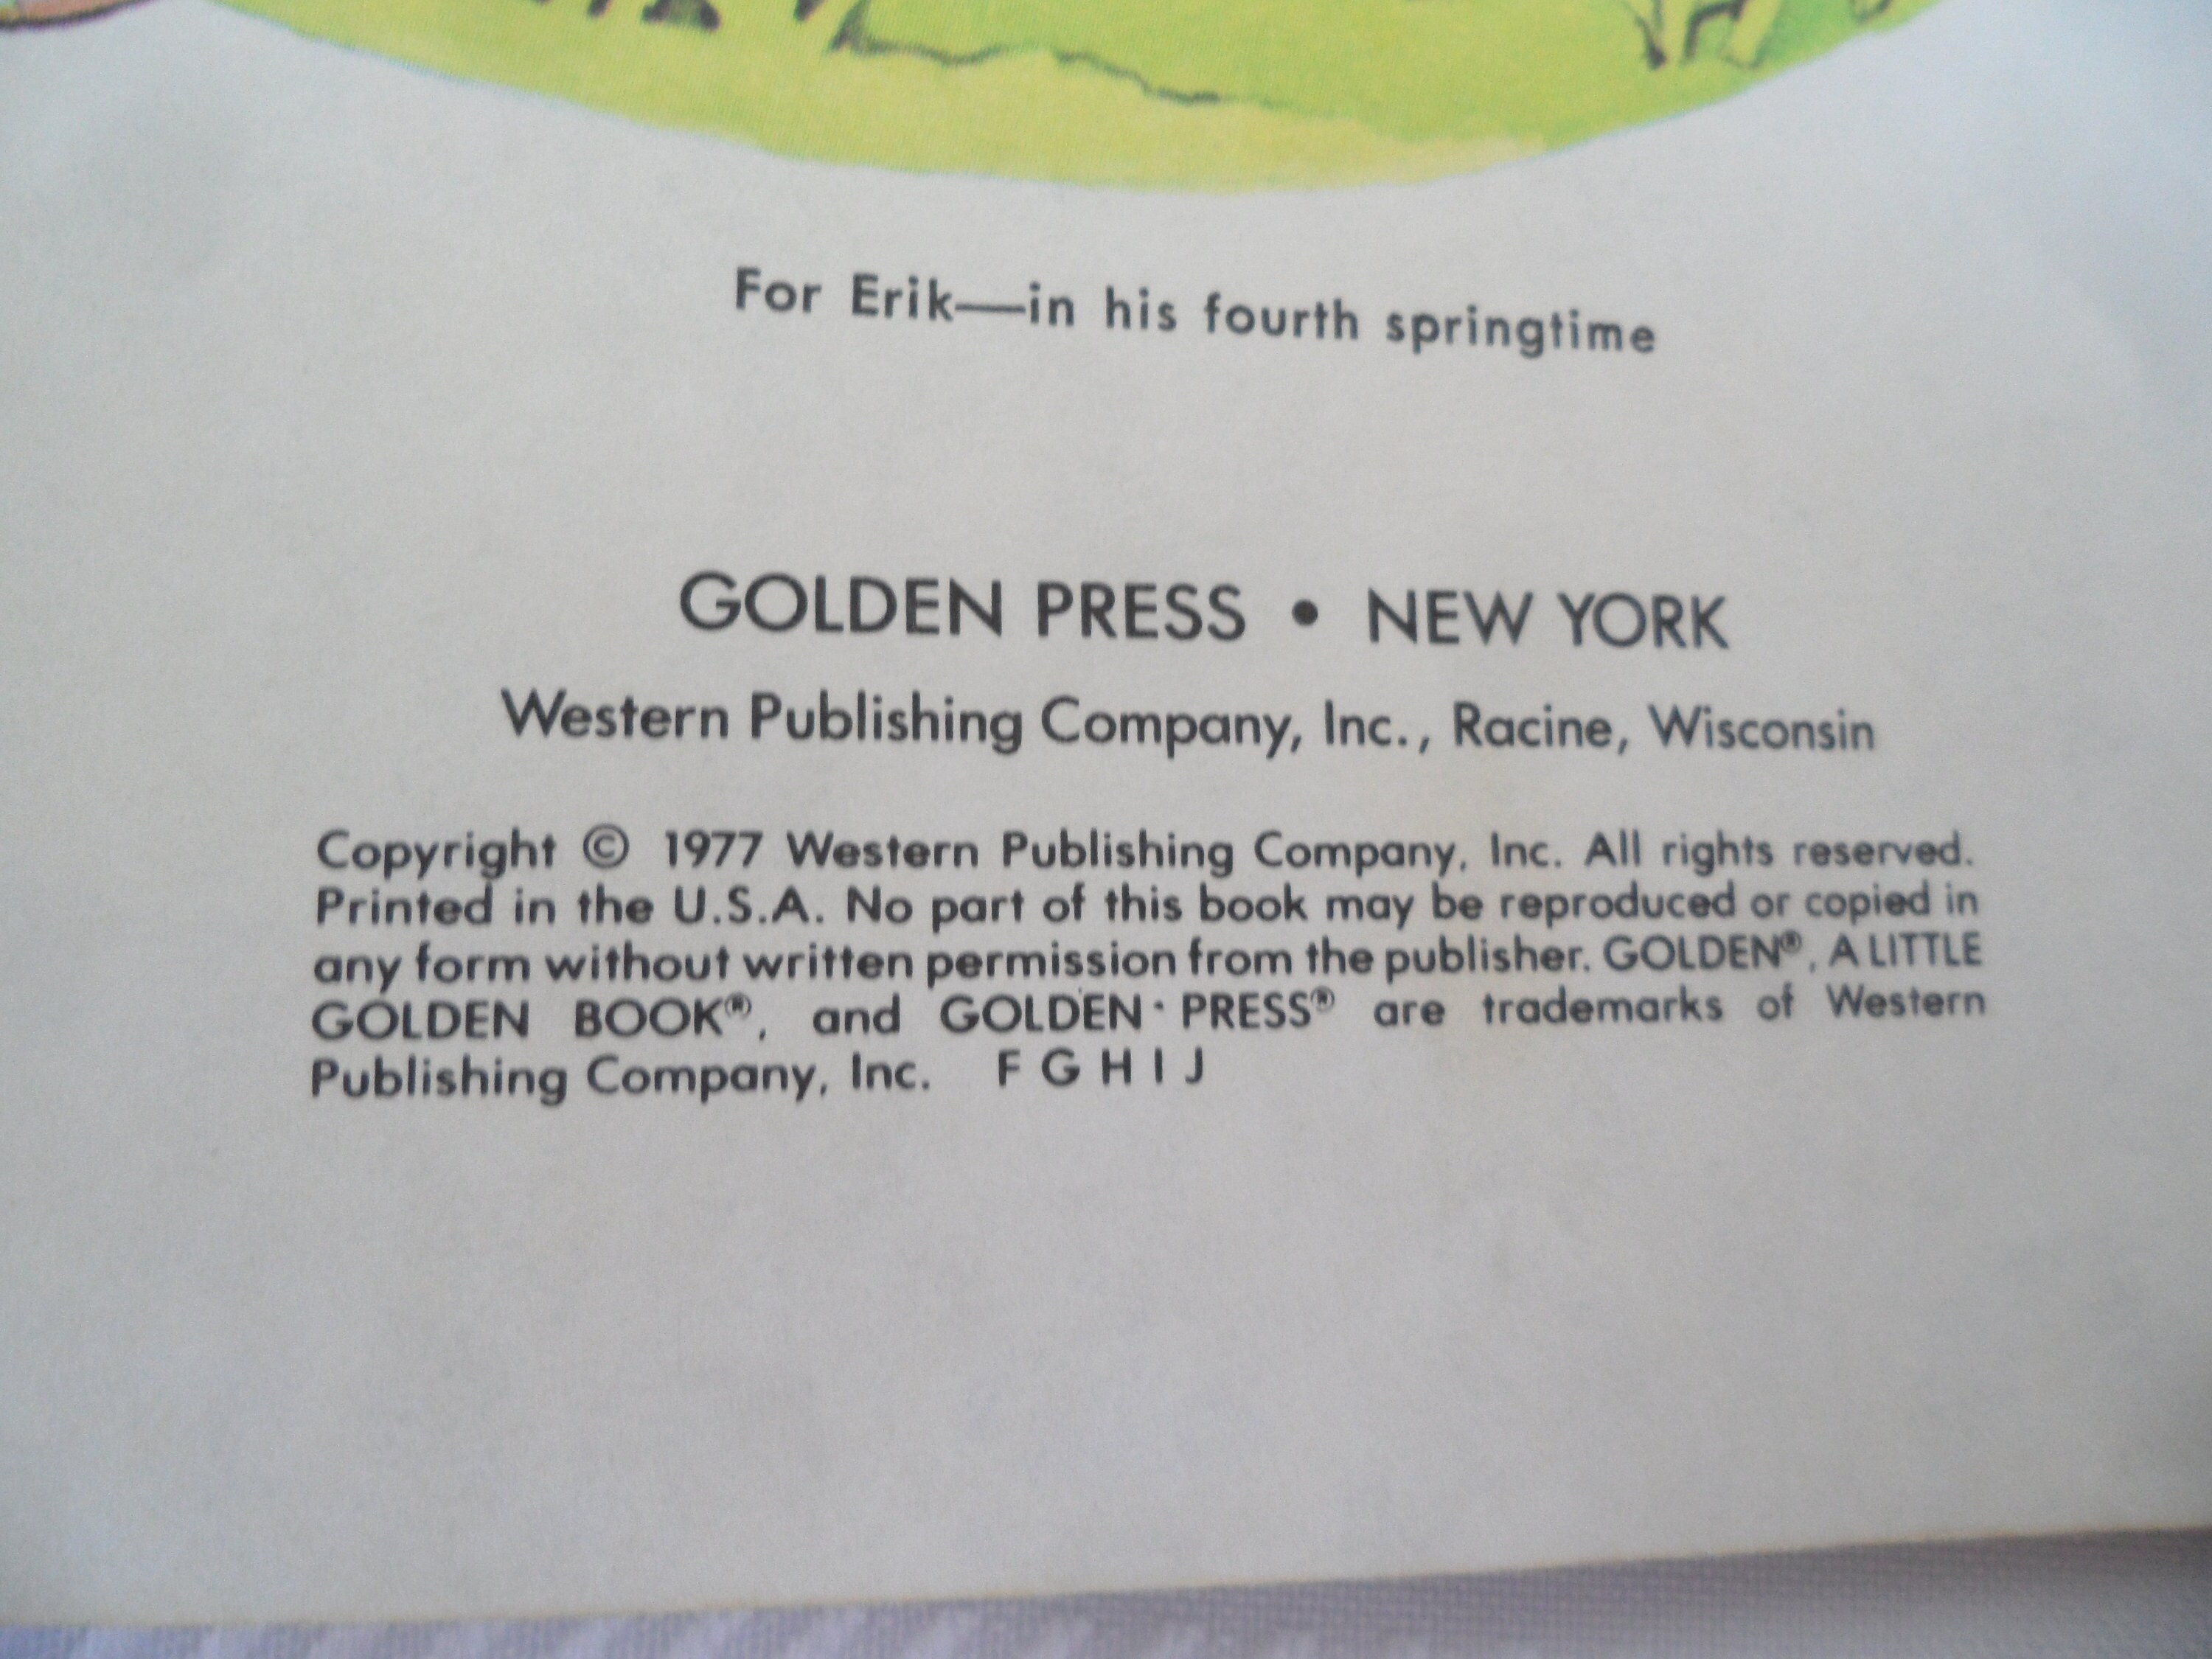 For Erik—in his fourth springtime
GOLDEN PRESS • NEW YORK
Western Publishing Company, Inc., Racine, Wisconsin
Copyright © 1977 Western Publishing Company, Inc. All rights reserved.
Printed in the U.S.A. No part of this book may be reproduced or copied in
any form without written permission from the publisher. GOLDEN®, A LITTLE
GOLDEN BOOK®, and GOLDEN · PRESS® are trademarks of Western
Publishing Company, Inc. F G H I J